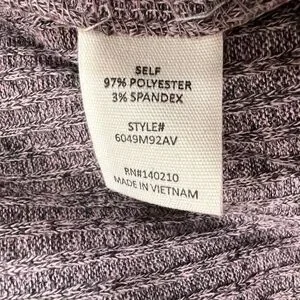 SELF
97% POLYESTER
3% SPANDEX
STYLE#
6049M92AV
RN#140210
MADE IN VIETNAM